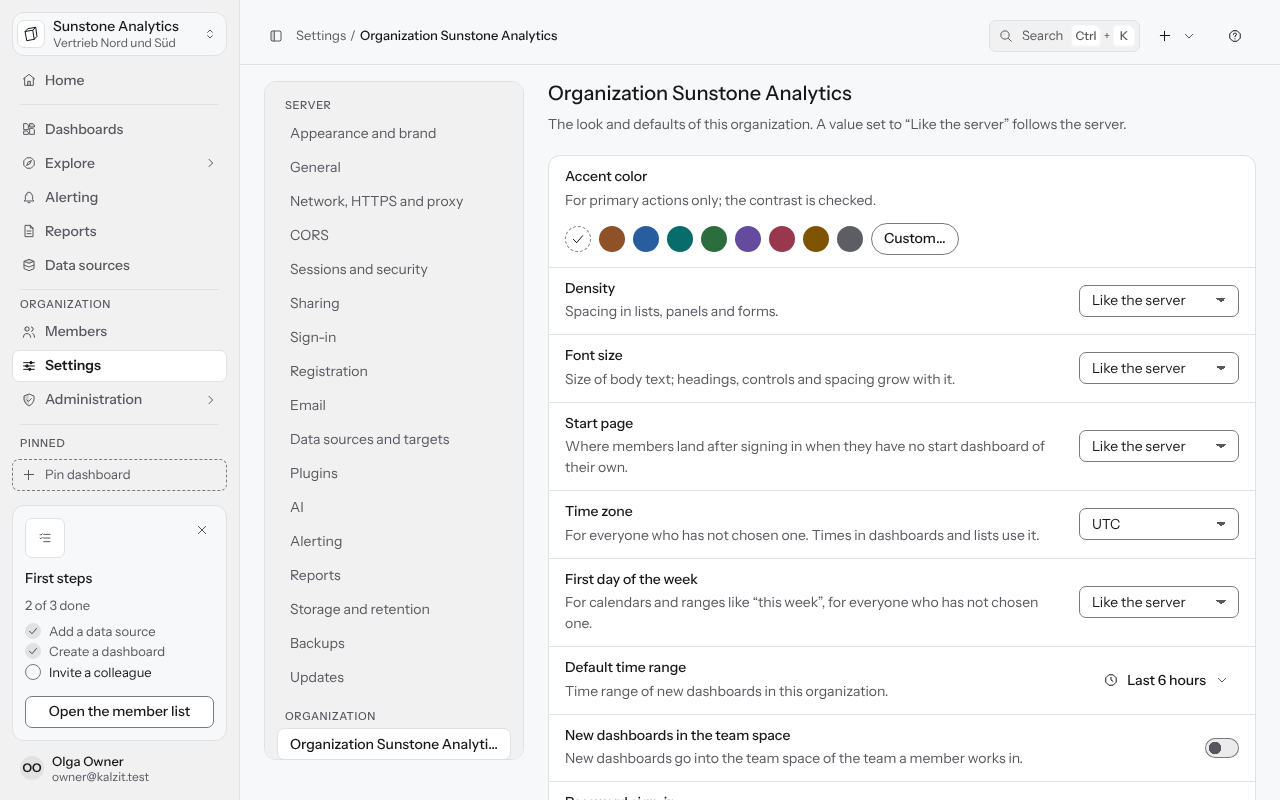 Sunstone Analytics
Vertrieb Nord und Süd
Home
Dashboards
Explore
Alerting
Reports
Data sources
ORGANIZATION
Members
Settings
Administration
PINNED
Pin dashboard
First steps
2 of 3 done
Add a data source
Create a dashboard
Invite a colleague
Open the member list
OO
Olga Owner
owner@kalzit.test
Settings / Organization Sunstone Analytics
Search Ctrl + K
SERVER
Appearance and brand
General
Network, HTTPS and proxy
CORS
Sessions and security
Sharing
Sign-in
Registration
Email
Data sources and targets
Plugins
AI
Alerting
Reports
Storage and retention
Backups
Updates
ORGANIZATION
Organization Sunstone Analyti...
Organization Sunstone Analytics
The look and defaults of this organization. A value set to “Like the server” follows the server.
Accent color
For primary actions only; the contrast is checked.
Custom...
Density
Spacing in lists, panels and forms.
Like the server
Font size
Size of body text; headings, controls and spacing grow with it.
Like the server
Start page
Where members land after signing in when they have no start dashboard of
their own.
Like the server
Time zone
For everyone who has not chosen one. Times in dashboards and lists use it.
UTC
First day of the week
For calendars and ranges like “this week”, for everyone who has not chosen
one.
Like the server
Default time range
Time range of new dashboards in this organization.
Last 6 hours
New dashboards in the team space
New dashboards go into the team space of the team a member works in.